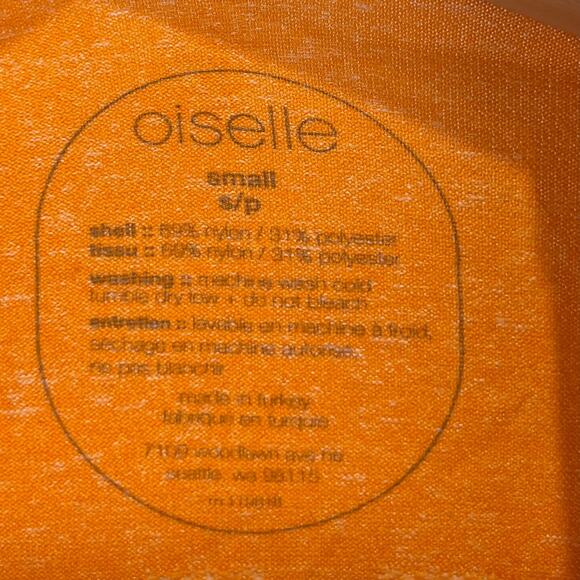 oiselle
small
s/p
shell :: 69% nylon / 31% polyester
tissu :: 69% nylon / 31% polyester
washing :: machine wash cold
tumble dry low + do not bleach
entretien :: lavable en machine à froid,
séchage en machine autorisé,
ne pas blanchir
made in turkey
fabriqué en turquie
7109 woodlawn ave ne
seattle, wa 98115